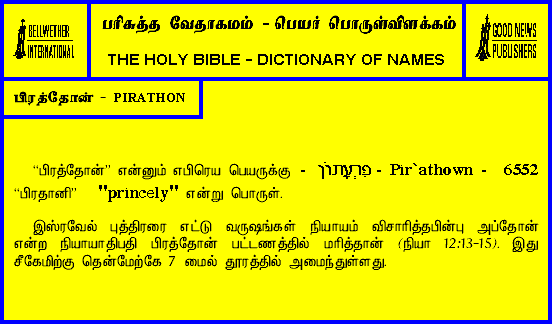 BELLWETHER
INTERNATIONAL
பரிசுத்த வேதாகமம் - பெயர் பொருள்விளக்கம்
THE HOLY BIBLE - DICTIONARY OF NAMES
GOOD NEWS
PUBLISHERS
பிரத்தோன் - PIRATHON
“பிரத்தோன்” என்னும் எபிரெய பெயருக்கு - פִּרְעָתוֹן - Pir`athown - 6552
“பிரதானி” "princely" என்று பொருள்.
இஸ்ரவேல் புத்திரரை எட்டு வருஷங்கள் நியாயம் விசாரித்தபின்பு அப்தோன்
என்ற நியாயாதிபதி பிரத்தோன் பட்டணத்தில் மரித்தான் (நியா 12:13-15). இது
சீகேமிற்கு தென்மேற்கே 7 மைல் தூரத்தில் அமைந்துள்ளது.